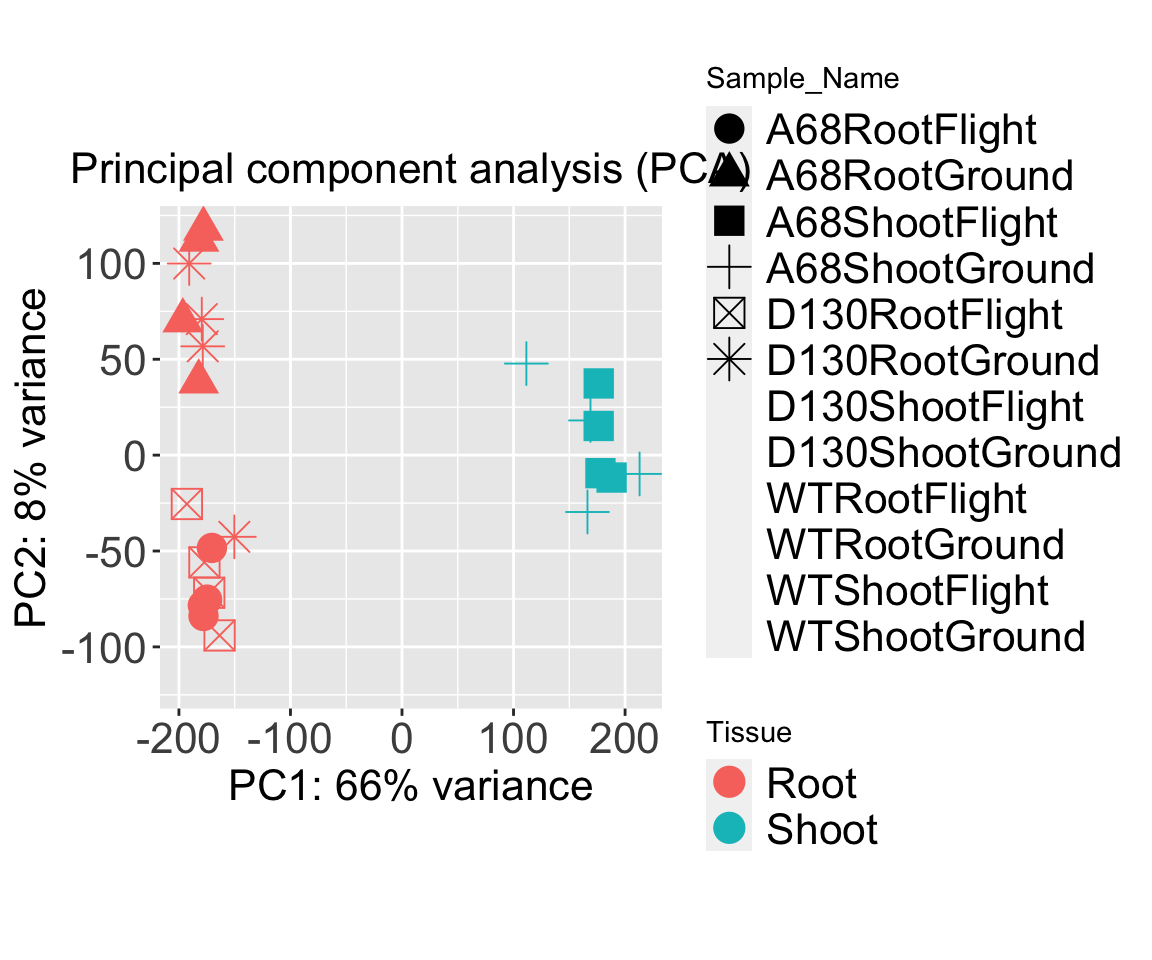 Principal component analysis (PCA)
PC2: 8% variance
100
50
0
-50
-100
-200 -100 0 100 200
PC1: 66% variance
Sample_Name
A68RootFlight
A68RootGround
A68ShootFlight
A68ShootGround
D130RootFlight
D130RootGround
D130ShootFlight
D130ShootGround
WTRootFlight
WTRootGround
WTShootFlight
WTShootGround
Tissue
Root
Shoot